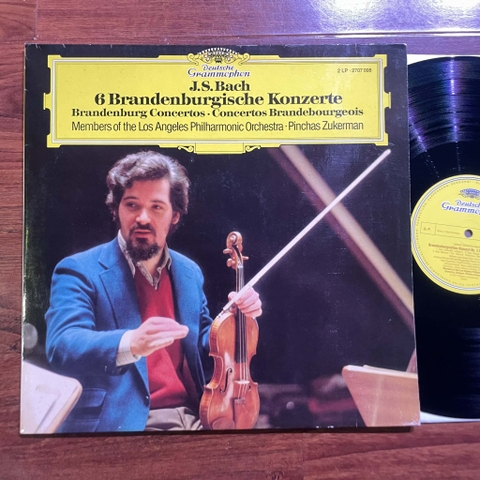 Deutsche
Grammophon
2 LP · 2707 098
J.S. Bach
6 Brandenburgische Konzerte
Brandenburg Concertos · Concertos Brandebourgeois
Members of the Los Angeles Philharmonic Orchestra · Pinchas Zukerman
Deutsche
Grammophon